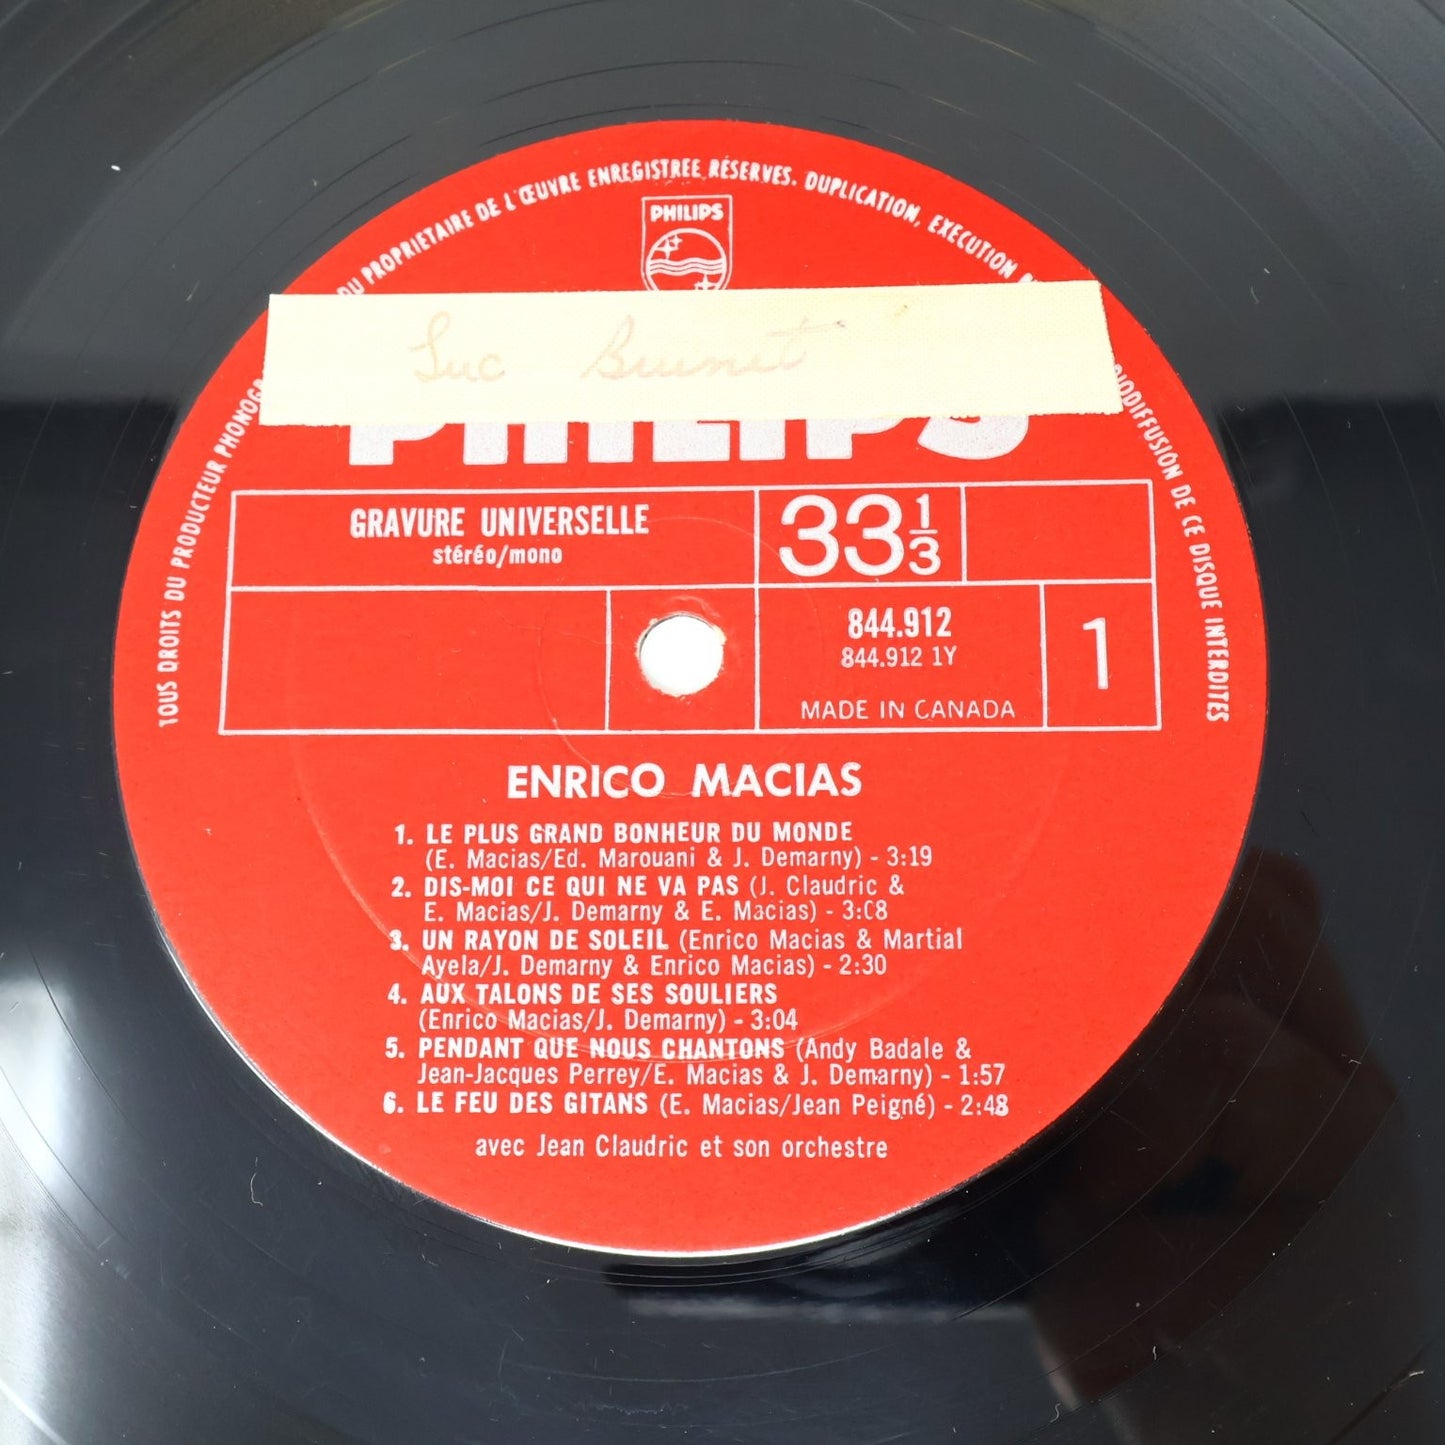 TOUS DROITS DU PRODUCTEUR PHONOGR
DU PROPRIETAIRE DE L'ŒUVRE ENREGISTREE RÉSERVES. DUPLICATION, EXECUTION
RADIODIFFUSION DE CE DISQUE INTERDITES
PHILIPS
Luc Brunet
PHILIPS
GRAVURE UNIVERSELLE
stéréo/mono
33 1/3
844.912
844.912 1Y
MADE IN CANADA
1
ENRICO MACIAS
1. LE PLUS GRAND BONHEUR DU MONDE
(E. Macias/Ed. Marouani & J. Demarny) - 3:19
2. DIS-MOI CE QUI NE VA PAS (J. Claudric &
E. Macias/J. Demarny & E. Macias) - 3:08
3. UN RAYON DE SOLEIL (Enrico Macias & Martial
Ayela/J. Demarny & Enrico Macias) - 2:30
4. AUX TALONS DE SES SOULIERS
(Enrico Macias/J. Demarny) - 3:04
5. PENDANT QUE NOUS CHANTONS (Andy Badale &
Jean-Jacques Perrey/E. Macias & J. Demarny) - 1:57
6. LE FEU DES GITANS (E. Macias/Jean Peigné) - 2:48
avec Jean Claudric et son orchestre